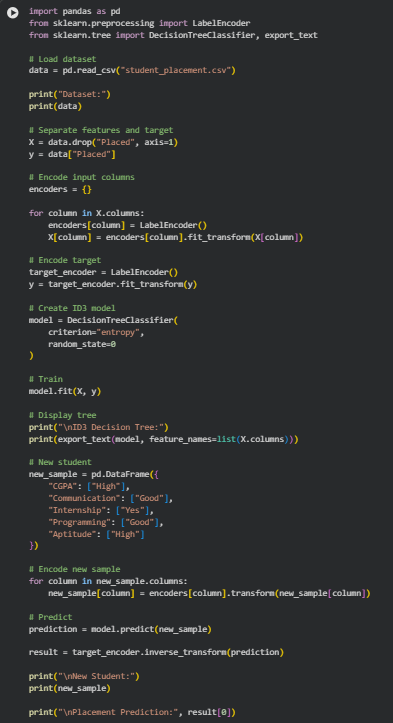 import pandas as pd
from sklearn.preprocessing import LabelEncoder
from sklearn.tree import DecisionTreeClassifier, export_text

# Load dataset
data = pd.read_csv("student_placement.csv")

print("Dataset:")
print(data)

# Separate features and target
X = data.drop("Placed", axis=1)
y = data["Placed"]

# Encode input columns
encoders = {}

for column in X.columns:
    encoders[column] = LabelEncoder()
    X[column] = encoders[column].fit_transform(X[column])

# Encode target
target_encoder = LabelEncoder()
y = target_encoder.fit_transform(y)

# Create ID3 model
model = DecisionTreeClassifier(
    criterion="entropy",
    random_state=0
)

# Train
model.fit(X, y)

# Display tree
print("\nID3 Decision Tree:")
print(export_text(model, feature_names=list(X.columns)))

# New student
new_sample = pd.DataFrame({
    "CGPA": ["High"],
    "Communication": ["Good"],
    "Internship": ["Yes"],
    "Programming": ["Good"],
    "Aptitude": ["High"]
})

# Encode new sample
for column in new_sample.columns:
    new_sample[column] = encoders[column].transform(new_sample[column])

# Predict
prediction = model.predict(new_sample)

result = target_encoder.inverse_transform(prediction)

print("\nNew Student:")
print(new_sample)

print("\nPlacement Prediction:", result[0])